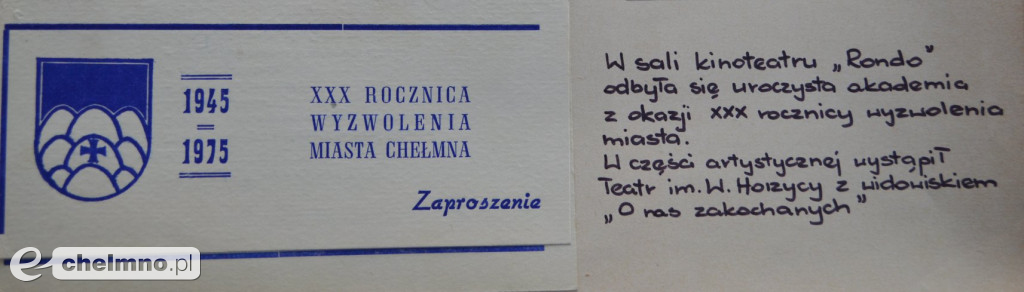 1945
1975
XXX ROCZNICA
WYZWOLENIA
MIASTA CHEŁMNA
Zaproszenie
e-chelmno.pl
W sali kinoteatru „Rondo”
odbyła się uroczysta akademia
z okazji XXX rocznicy wyzwolenia
miasta.
W części artystycznej wystąpił
Teatr im. W. Horzycy z widowiskiem
„O nas zakochanych”